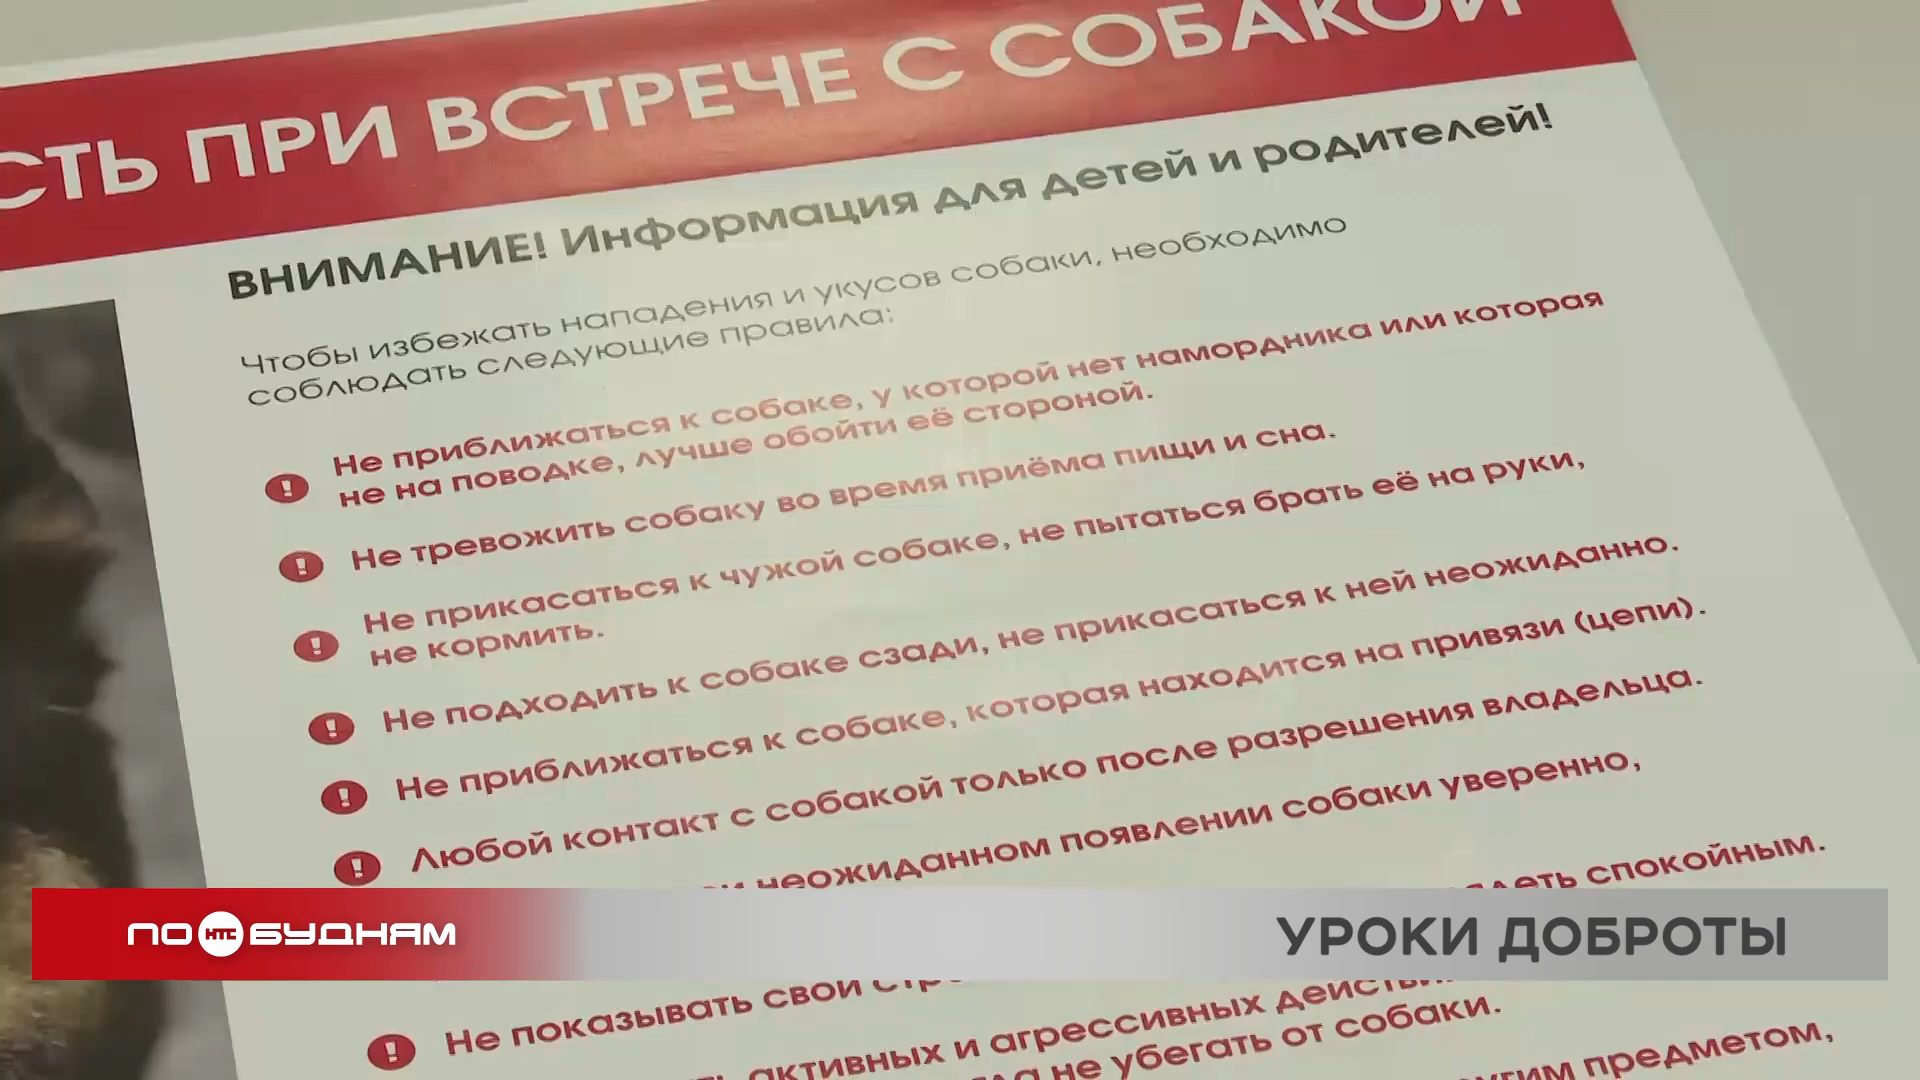 СТЬ ПРИ ВСТРЕЧЕ С СОБАКОЙ
ВНИМАНИЕ! Информация для детей и родителей!
Чтобы избежать нападения и укусов собаки, необходимо
соблюдать следующие правила:
Не приближаться к собаке, у которой нет намордника или которая
не на поводке, лучше обойти её стороной.
Не тревожить собаку во время приёма пищи и сна.
Не прикасаться к чужой собаке, не пытаться брать её на руки,
не кормить.
Не подходить к собаке сзади, не прикасаться к ней неожиданно.
Не приближаться к собаке, которая находится на привязи (цепи).
Любой контакт с собакой только после разрешения владельца.
неожиданном появлении собаки уверенно,
спокойным.
ПО НТС БУДНЯМ
УРОКИ ДОБРОТЫ
Не показывать свой
активных и агрессивных
не убегать от собаки.
предметом,